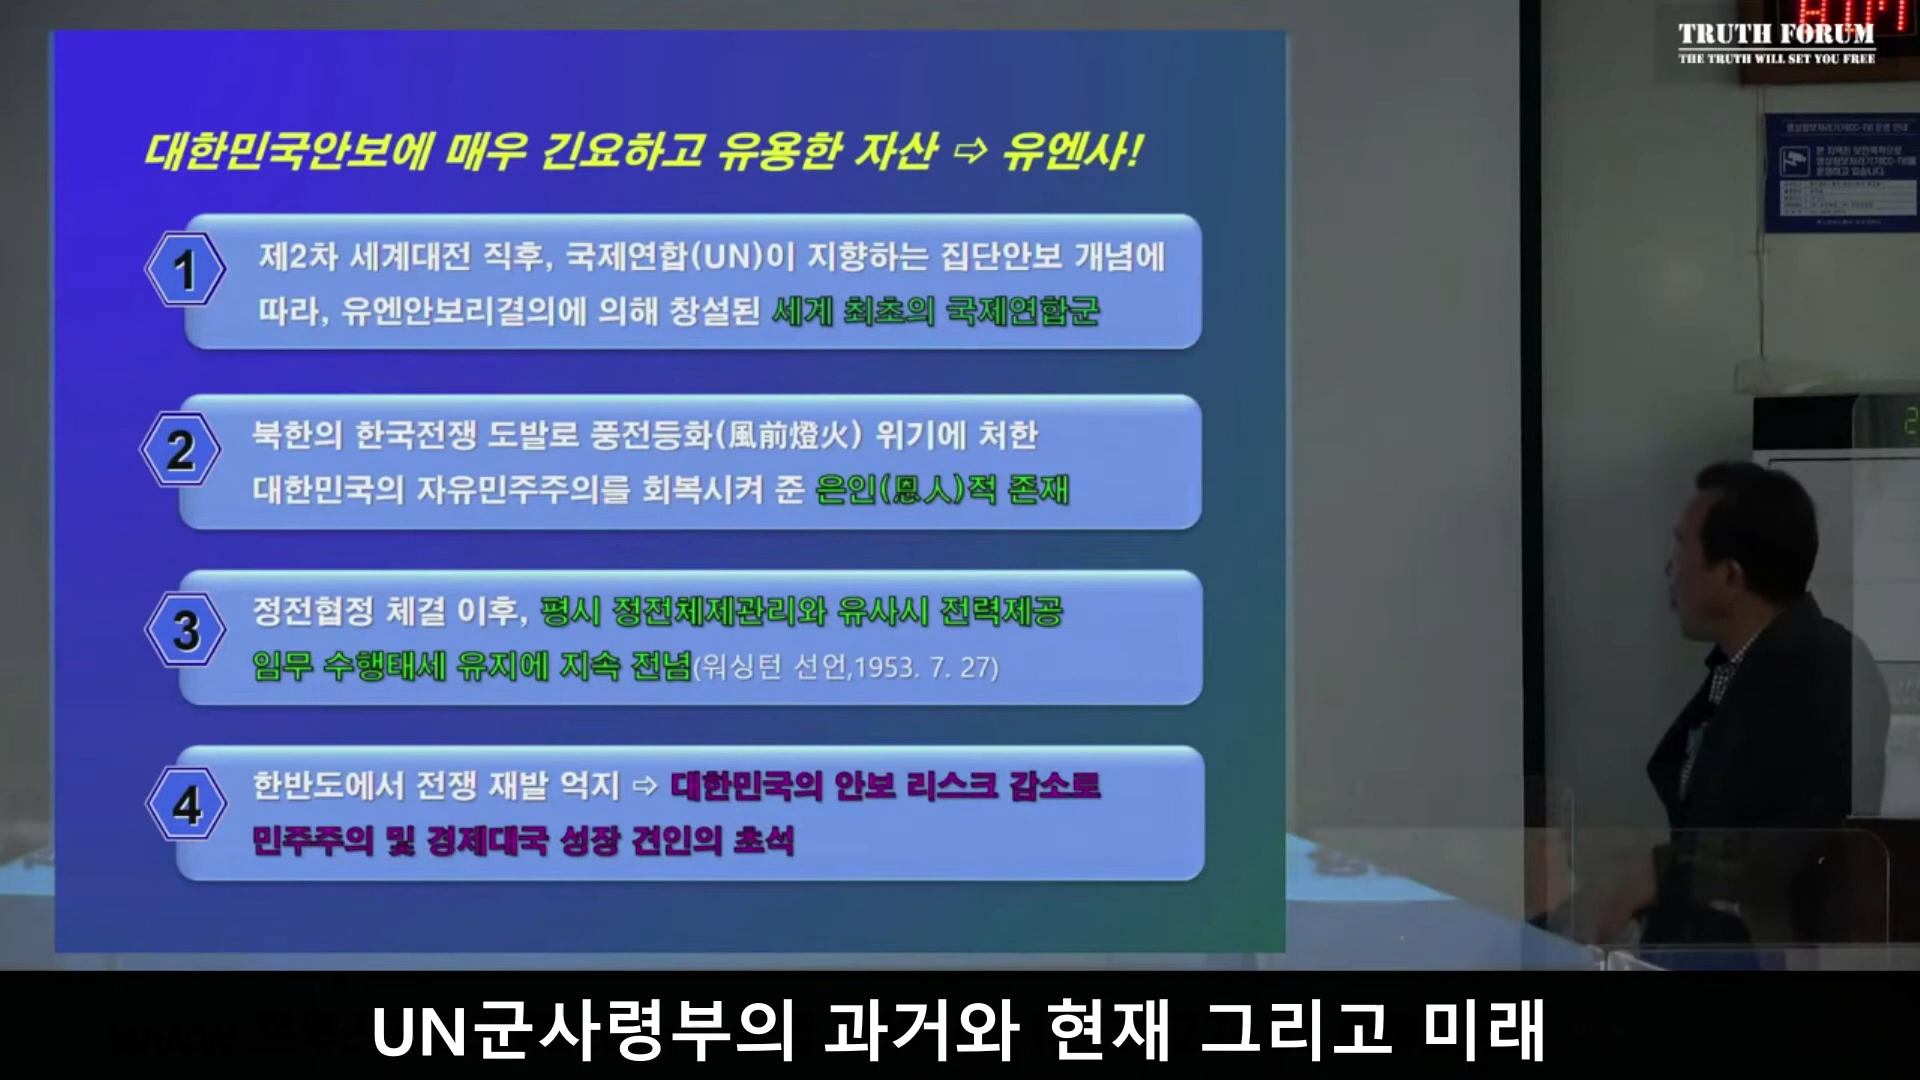 TRUTH FORUM
THE TRUTH WILL SET YOU FREE
대한민국안보에 매우 긴요하고 유용한 자산 ⇨ 유엔사!
1
제2차 세계대전 직후, 국제연합(UN)이 지향하는 집단안보 개념에
따라, 유엔안보리결의에 의해 창설된 세계 최초의 국제연합군
2
북한의 한국전쟁 도발로 풍전등화(風前燈火) 위기에 처한
대한민국의 자유민주주의를 회복시켜 준 은인(恩人)적 존재
3
정전협정 체결 이후, 평시 정전체제관리와 유사시 전력제공
임무 수행태세 유지에 지속 전념(워싱턴 선언,1953. 7. 27)
4
한반도에서 전쟁 재발 억지 ⇨ 대한민국의 안보 리스크 감소로
민주주의 및 경제대국 성장 견인의 초석
UN군사령부의 과거와 현재 그리고 미래